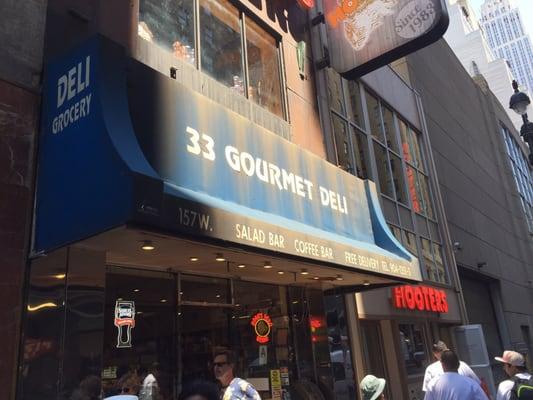 Since
1983
DELI
GROCERY
33 GOURMET DELI
157 W.
SALAD BAR COFFEE BAR FREE DELIVERY
HOOTERS